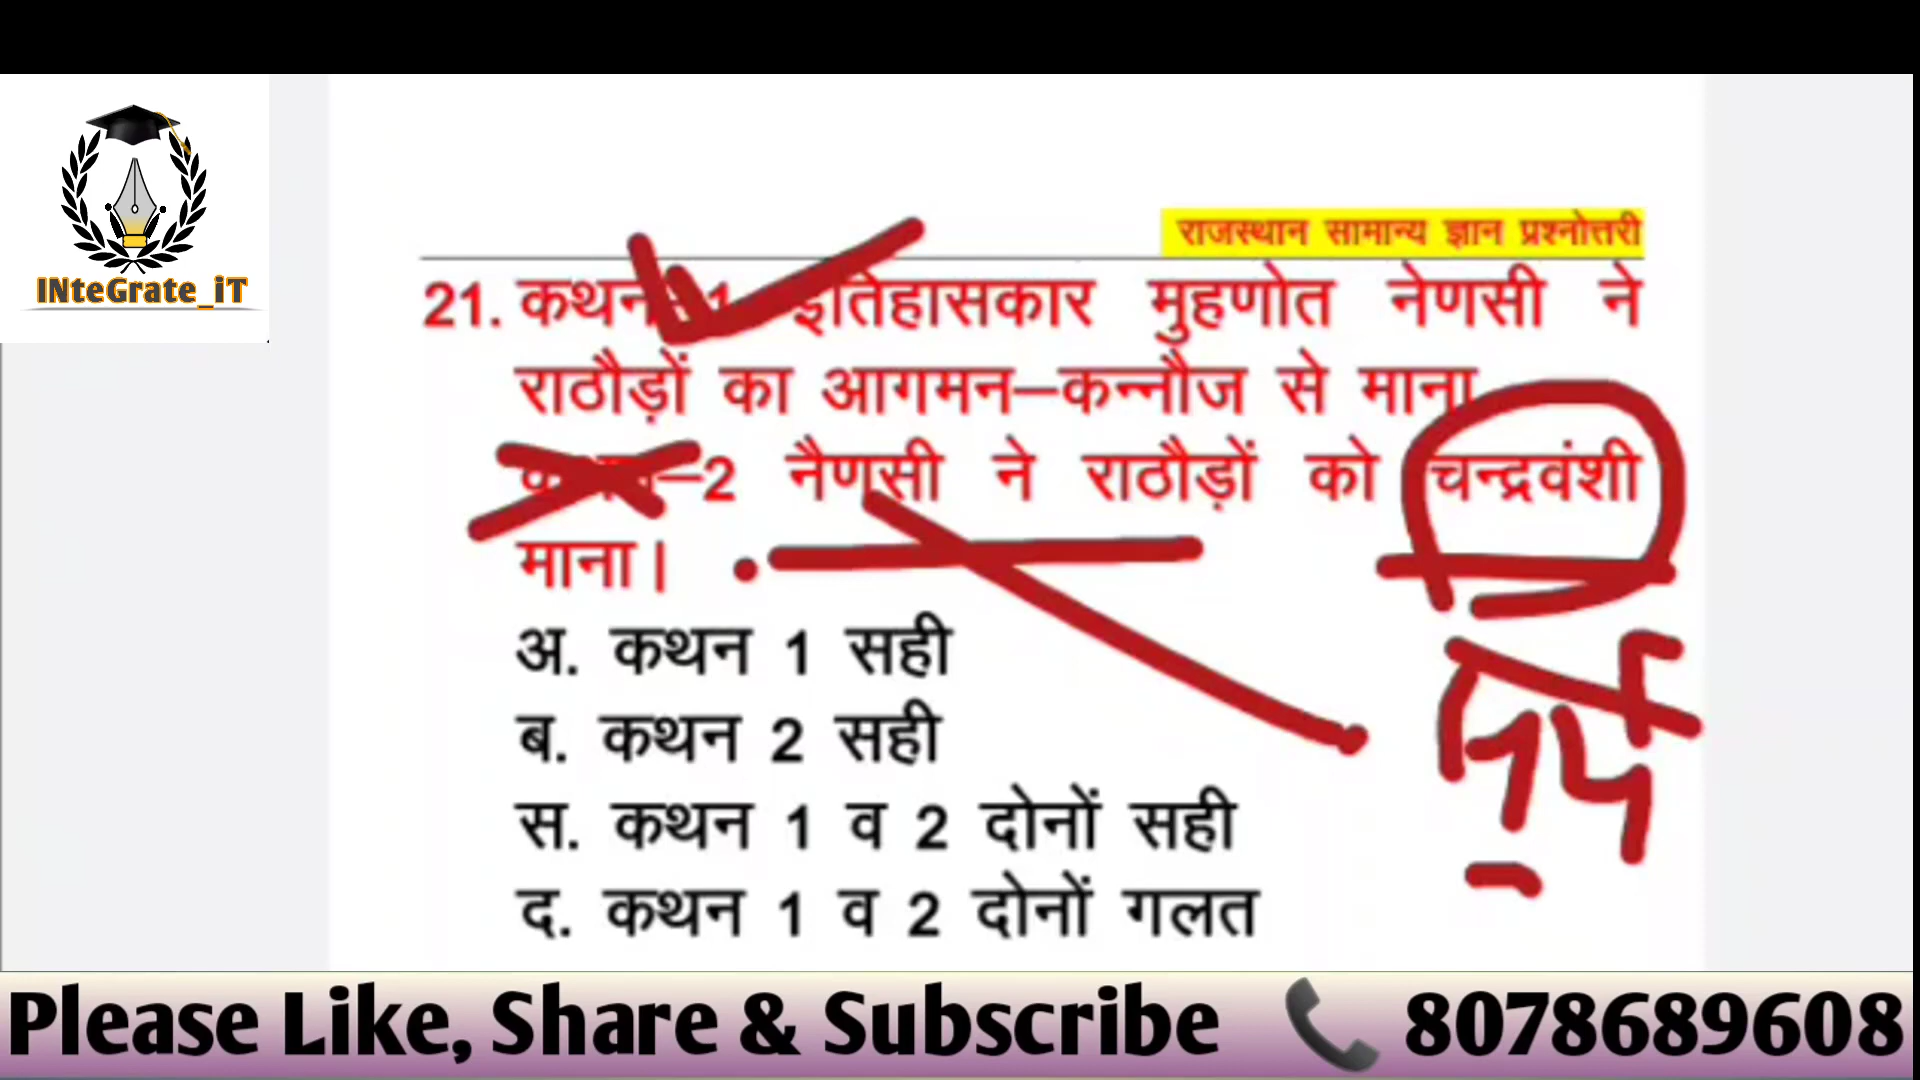 राजस्थान सामान्य ज्ञान प्रश्नोत्तरी
INteGrate_iT
21. कथन-1 इतिहासकार मुहणोत नेणसी ने
राठौड़ों का आगमन–कन्नौज से माना
–2 नैणसी ने राठौड़ों को चन्द्रवंशी
माना।
अ. कथन 1 सही
ब. कथन 2 सही
स. कथन 1 व 2 दोनों सही
द. कथन 1 व 2 दोनों गलत
Please Like, Share & Subscribe 8078689608